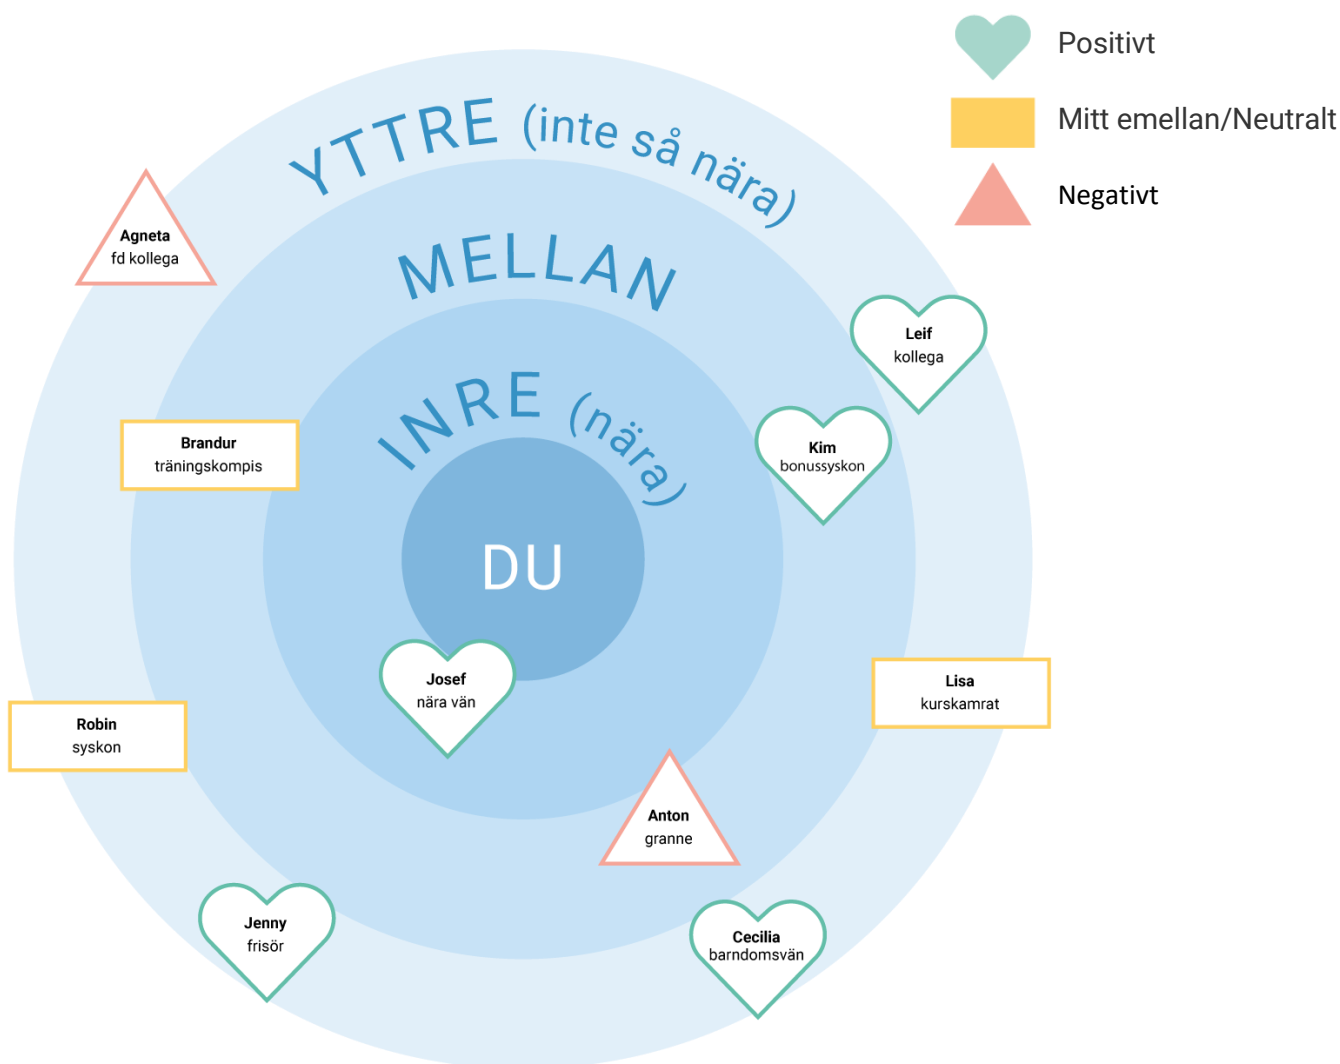 Positivt
Mitt emellan/Neutralt
Negativt
YTTRE (inte så nära)
MELLAN
INRE (nära)
DU
Agneta
fd kollega
Leif
kollega
Brandur
träningskompis
Kim
bonussyskon
Josef
nära vän
Lisa
kurskamrat
Robin
syskon
Anton
granne
Jenny
frisör
Cecilia
barndomsvän